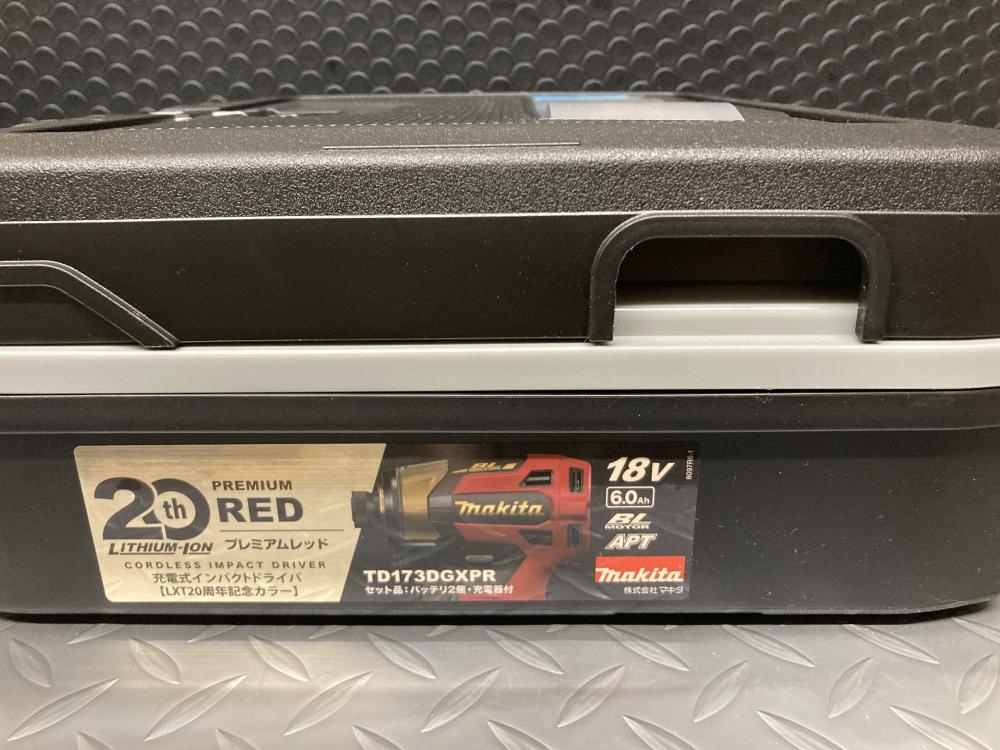 20th
PREMIUM
RED
LITHIUM-ION プレミアムレッド
CORDLESS IMPACT DRIVER
充電式インパクトドライバ
【LXT20周年記念カラー】
BL
makita
TD173DGXPR
セット品:バッテリ2個・充電器付
18V
6.0Ah
BL
MOTOR
APT
makita
株式会社マキタ